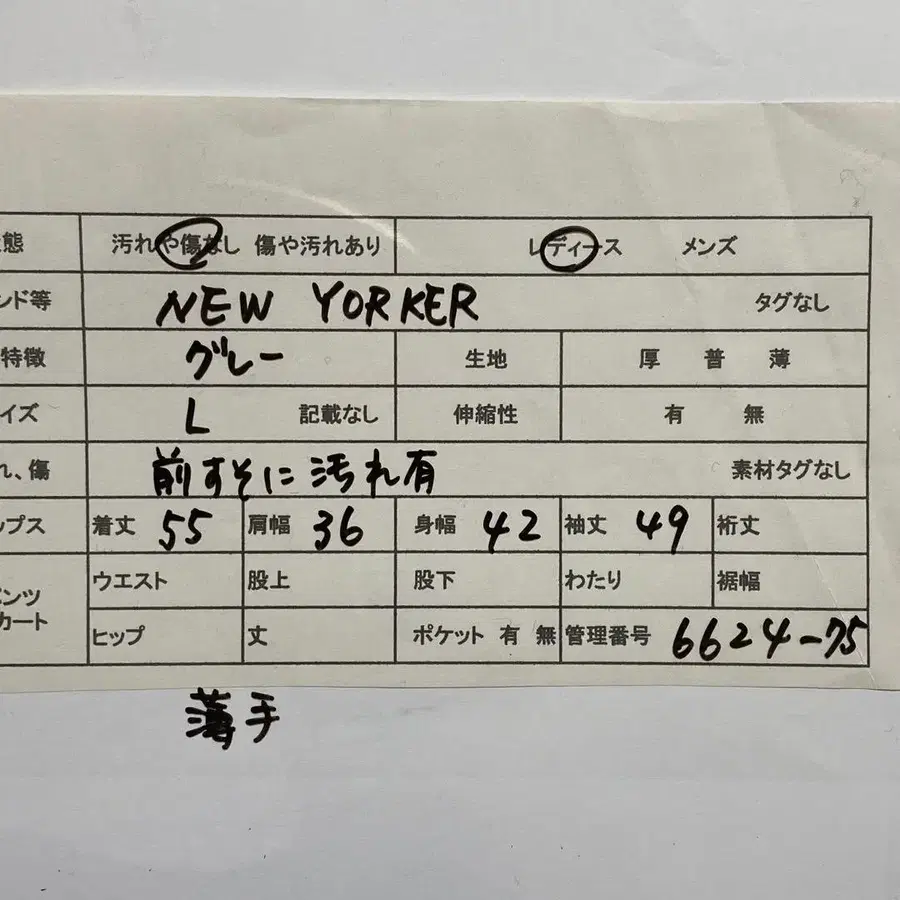 態 汚れや傷なし 傷や汚れあり レディース メンズ
ンド等 NEW YORKER タグなし
特徴 グレー 生地 厚 普 薄
イズ L 記載なし 伸縮性 有 無
れ、傷 前すそに汚れ有 素材タグなし
ップス 着丈 55 肩幅 36 身幅 42 袖丈 49 裄丈
パンツ ウエスト 股上 股下 わたり 裾幅
カート ヒップ 丈 ポケット 有 無 管理番号 6624-75
薄手